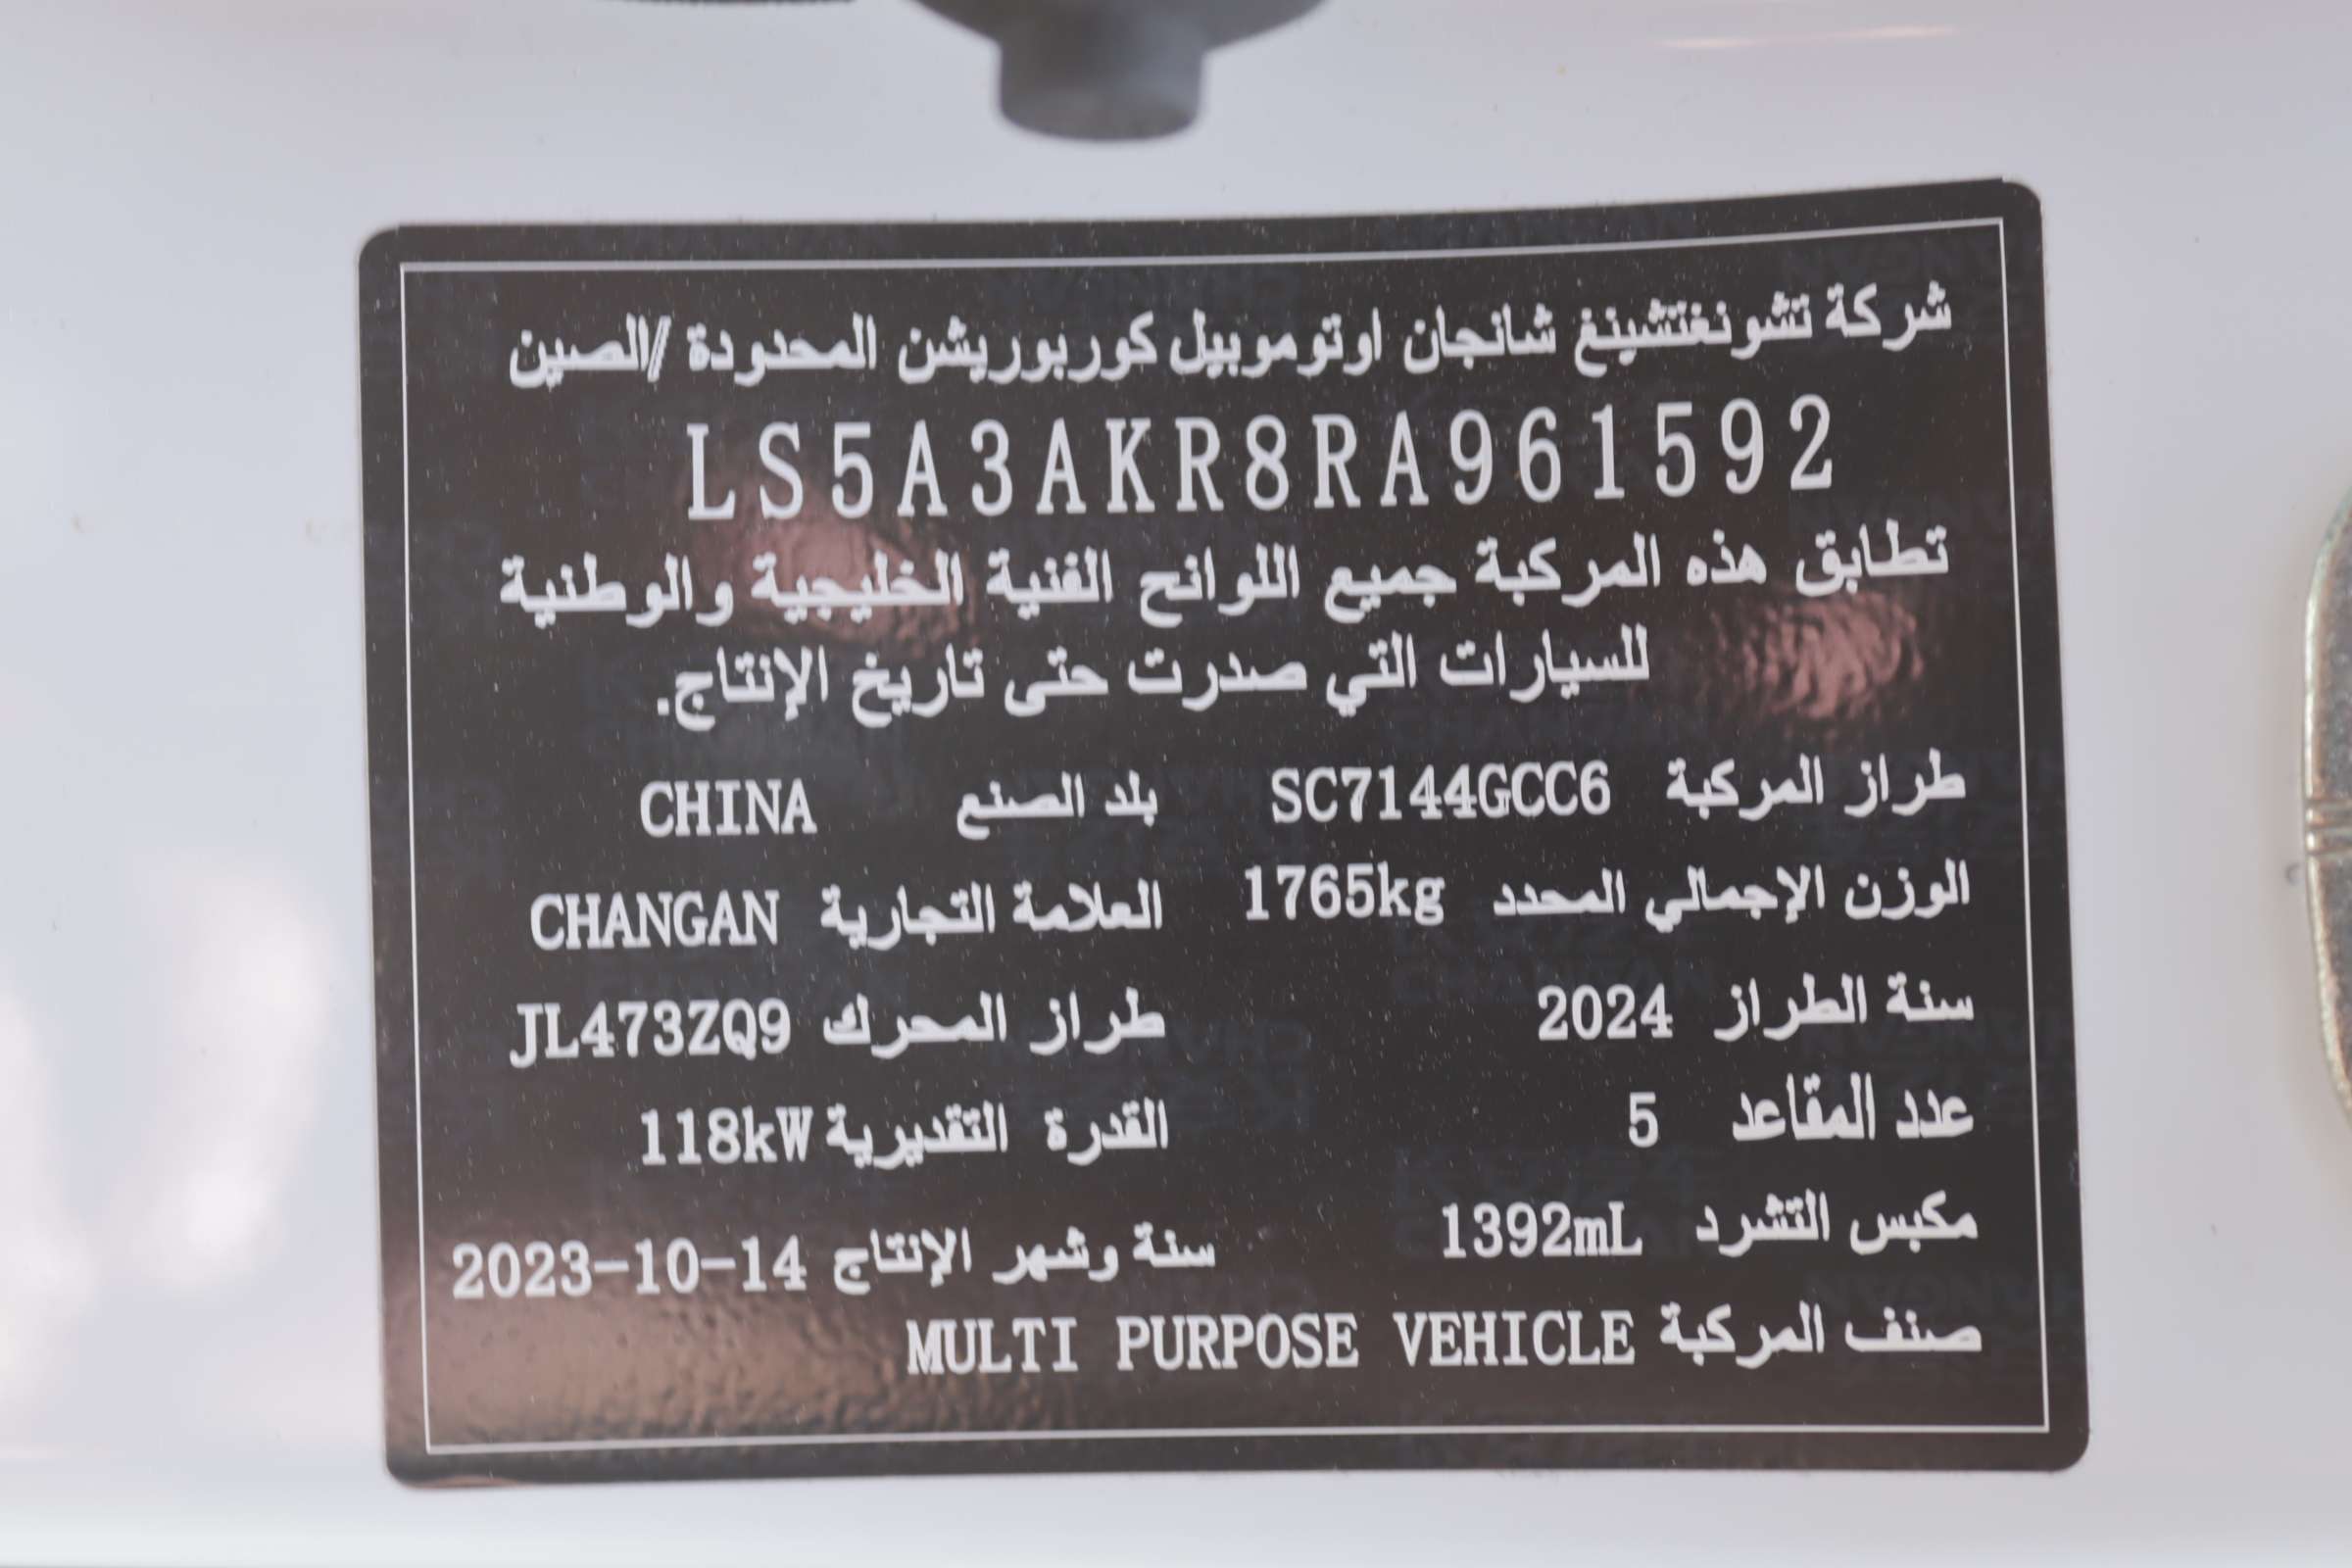 شركة تشونغتشينغ شانجان اوتوموبيل كوربوريشن المحدودة //الصين
LS5A3AKR8RA961592
تطابق هذه المركبة جميع اللوائح الفنية الخليجية والوطنية
للسيارات التي صدرت حتى تاريخ الإنتاج.
طراز المركبة SC7144GCC6 بلد الصنع CHINA
الوزن الإجمالي المحدد 1765kg العلامة التجارية CHANGAN
سنة الطراز 2024 طراز المحرك JL473ZQ9
عدد المقاعد 5 القدرة التقديرية 118kW
مكبس التشرد 1392mL سنة وشهر الإنتاج 2023-10-14
صنف المركبة MULTI PURPOSE VEHICLE